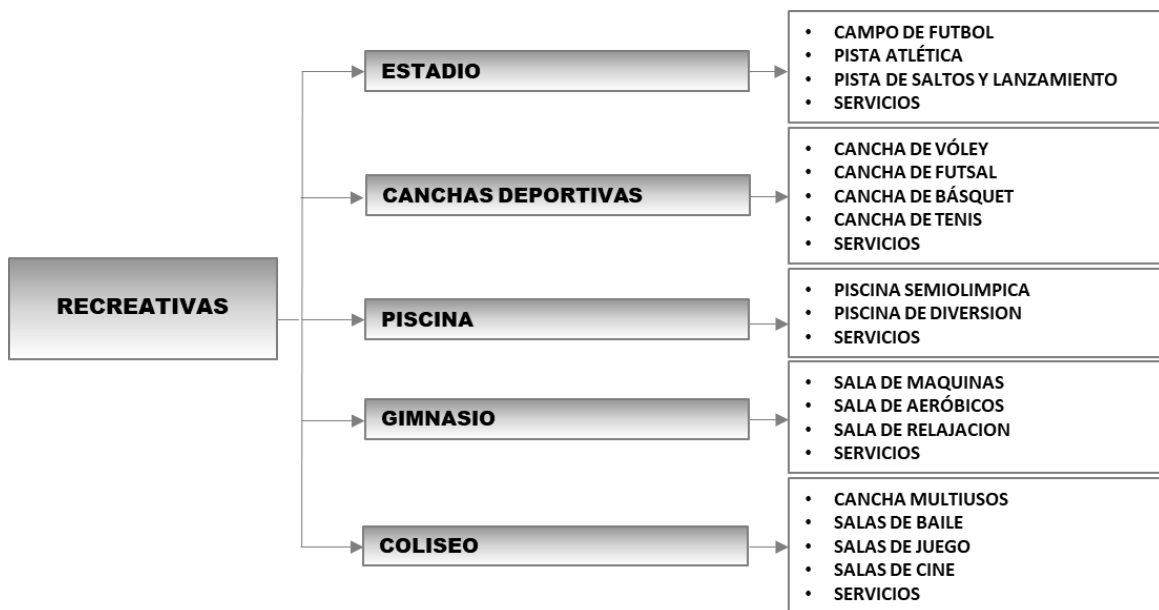 RECREATIVAS
ESTADIO
• CAMPO DE FUTBOL
• PISTA ATLÉTICA
• PISTA DE SALTOS Y LANZAMIENTO
• SERVICIOS
CANCHAS DEPORTIVAS
• CANCHA DE VÓLEY
• CANCHA DE FUTSAL
• CANCHA DE BÁSQUET
• CANCHA DE TENIS
• SERVICIOS
PISCINA
• PISCINA SEMIOLIMPICA
• PISCINA DE DIVERSION
• SERVICIOS
GIMNASIO
• SALA DE MAQUINAS
• SALA DE AERÓBICOS
• SALA DE RELAJACION
• SERVICIOS
COLISEO
• CANCHA MULTIUSOS
• SALAS DE BAILE
• SALAS DE JUEGO
• SALAS DE CINE
• SERVICIOS